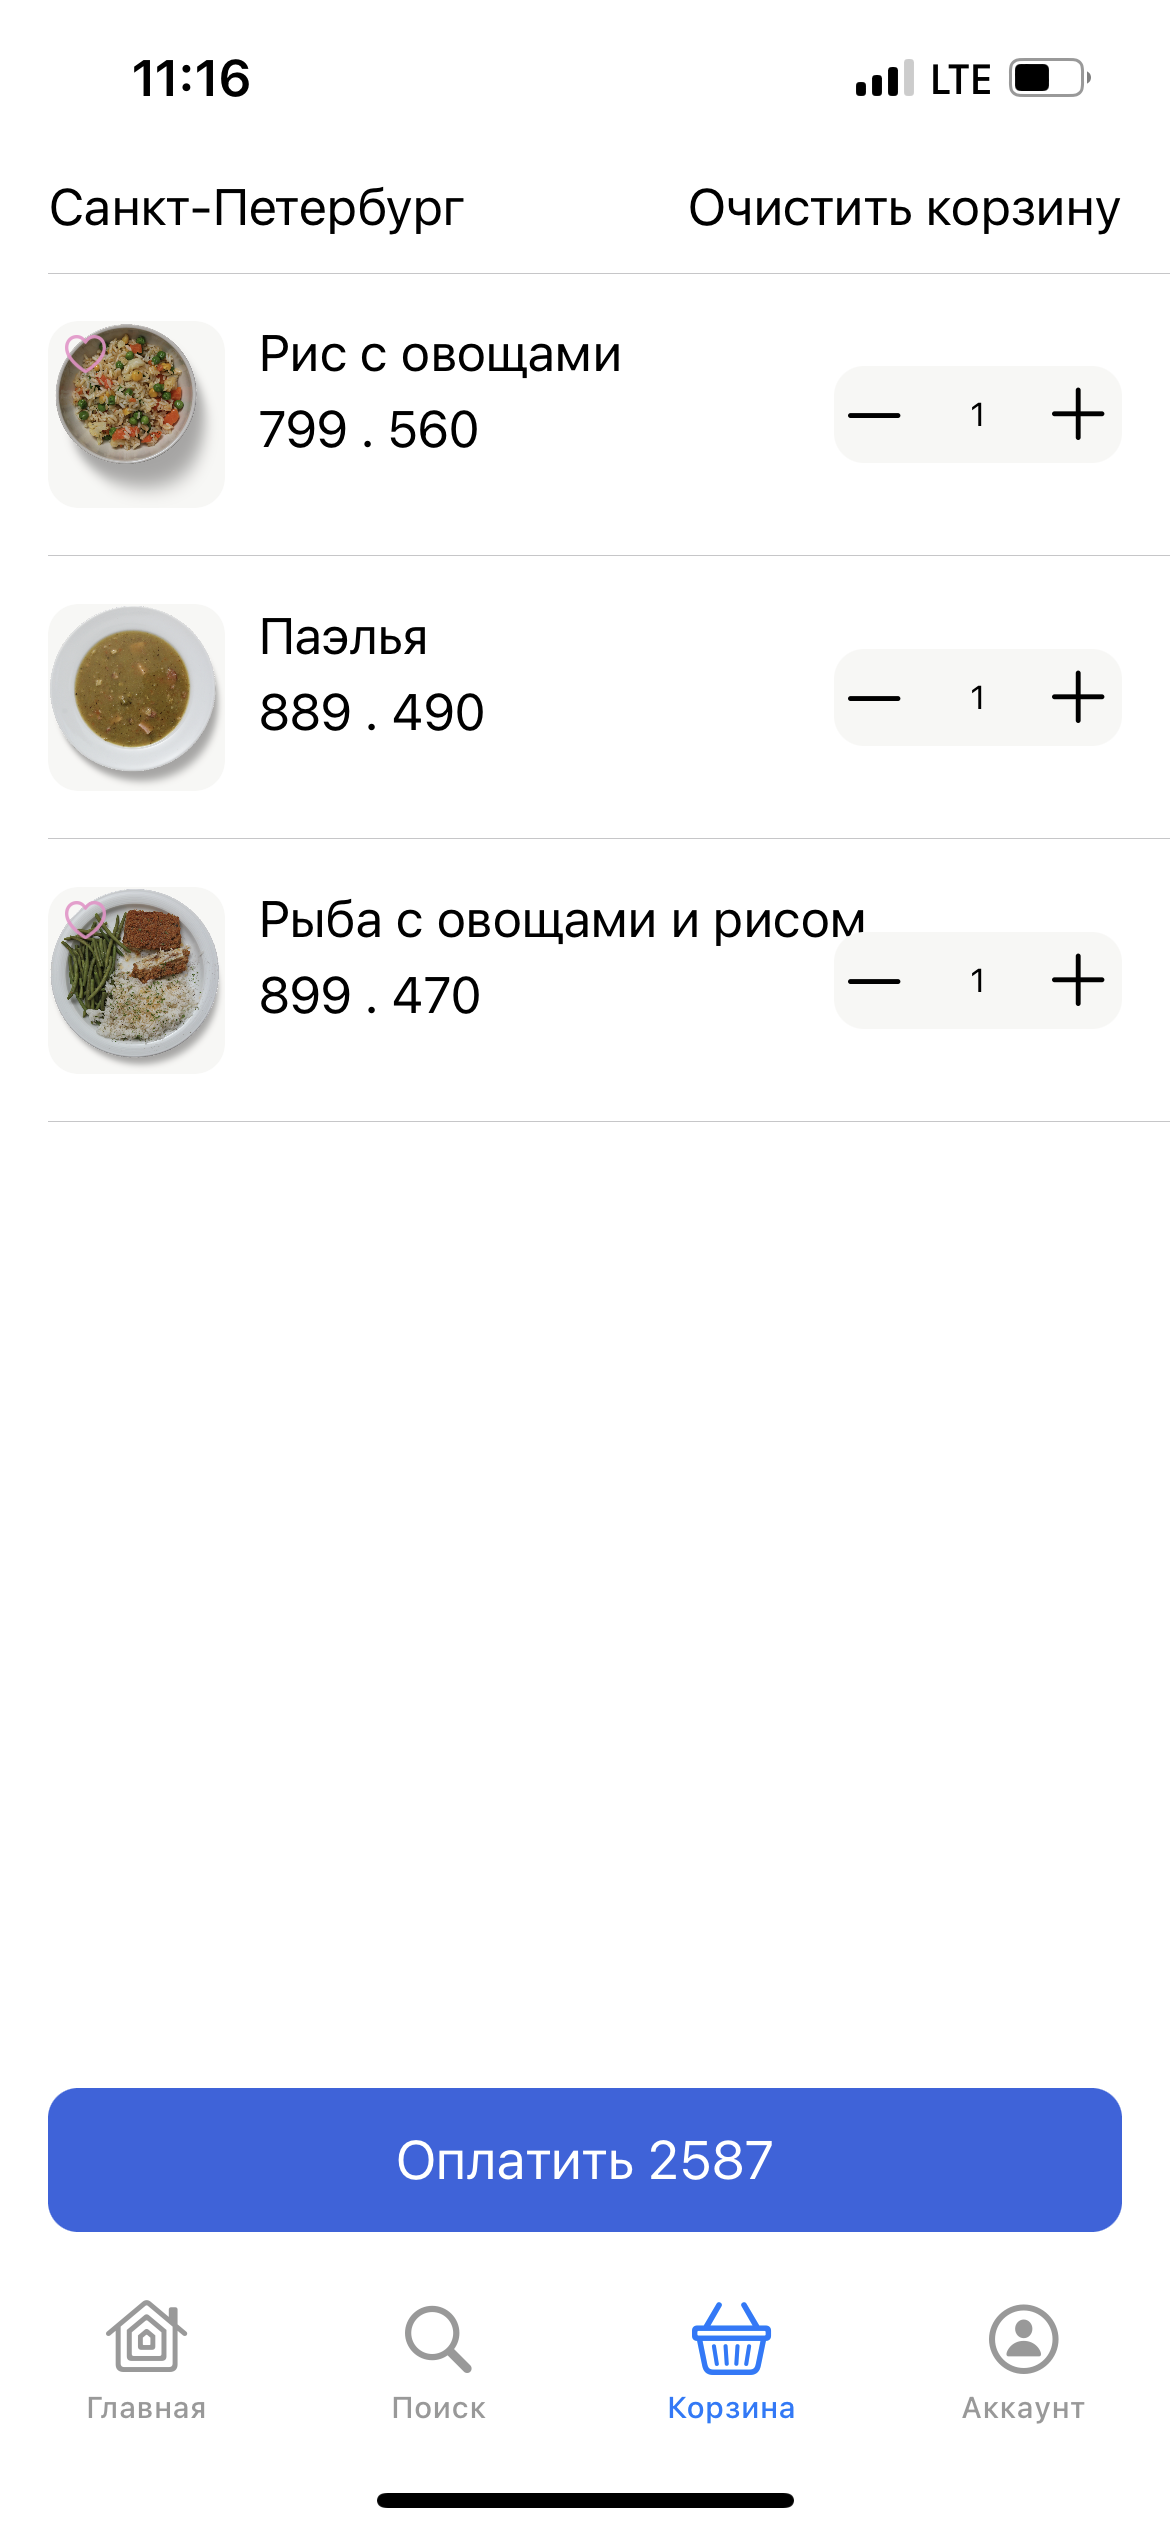 11:16 LTE
Санкт-Петербург Очистить корзину
Рис с овощами
799 . 560
1
Паэлья
889 . 490
1
Рыба с овощами и рисом
899 . 470
1
Оплатить 2587
Главная Поиск Корзина Аккаунт